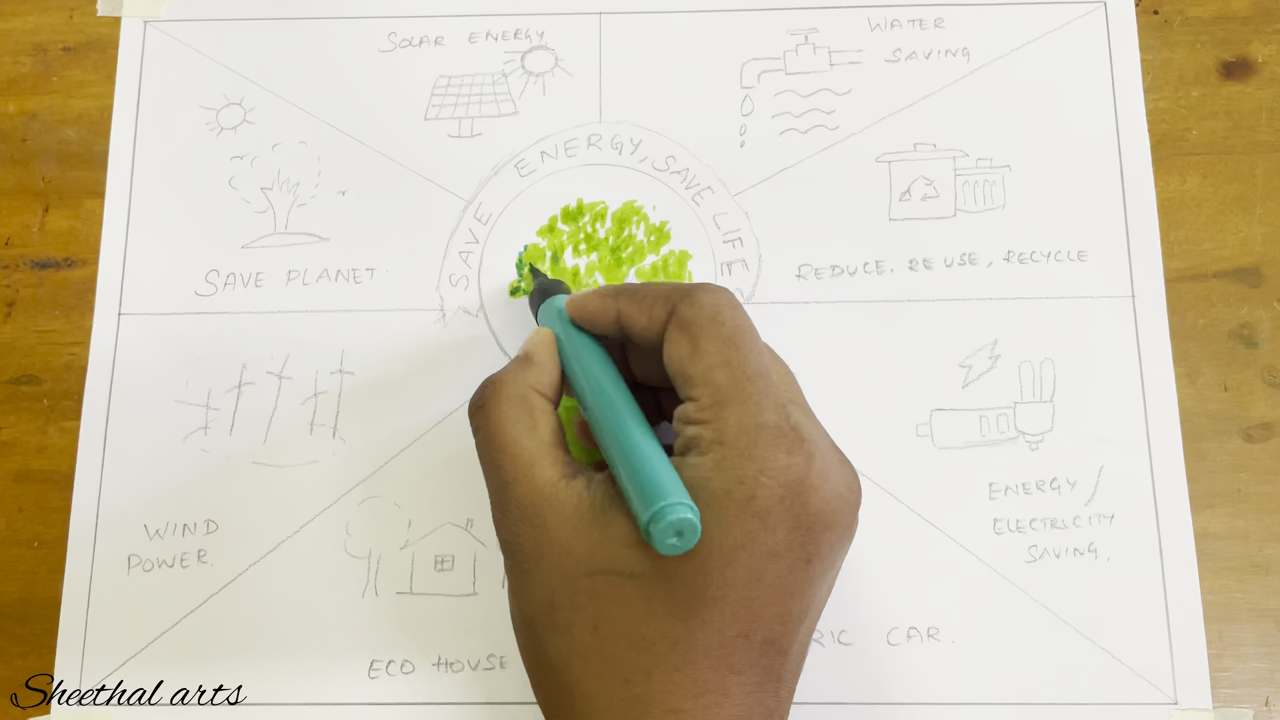 SOLAR ENERGY
WATER
SAVING
SAVE ENERGY, SAVE LIFE
SAVE PLANET.
REDUCE, REUSE, RECYCLE
WIND
POWER.
ENERGY/
ELECTRICITY
SAVING.
ECO HOUSE
RIC CAR.
Sheethal arts